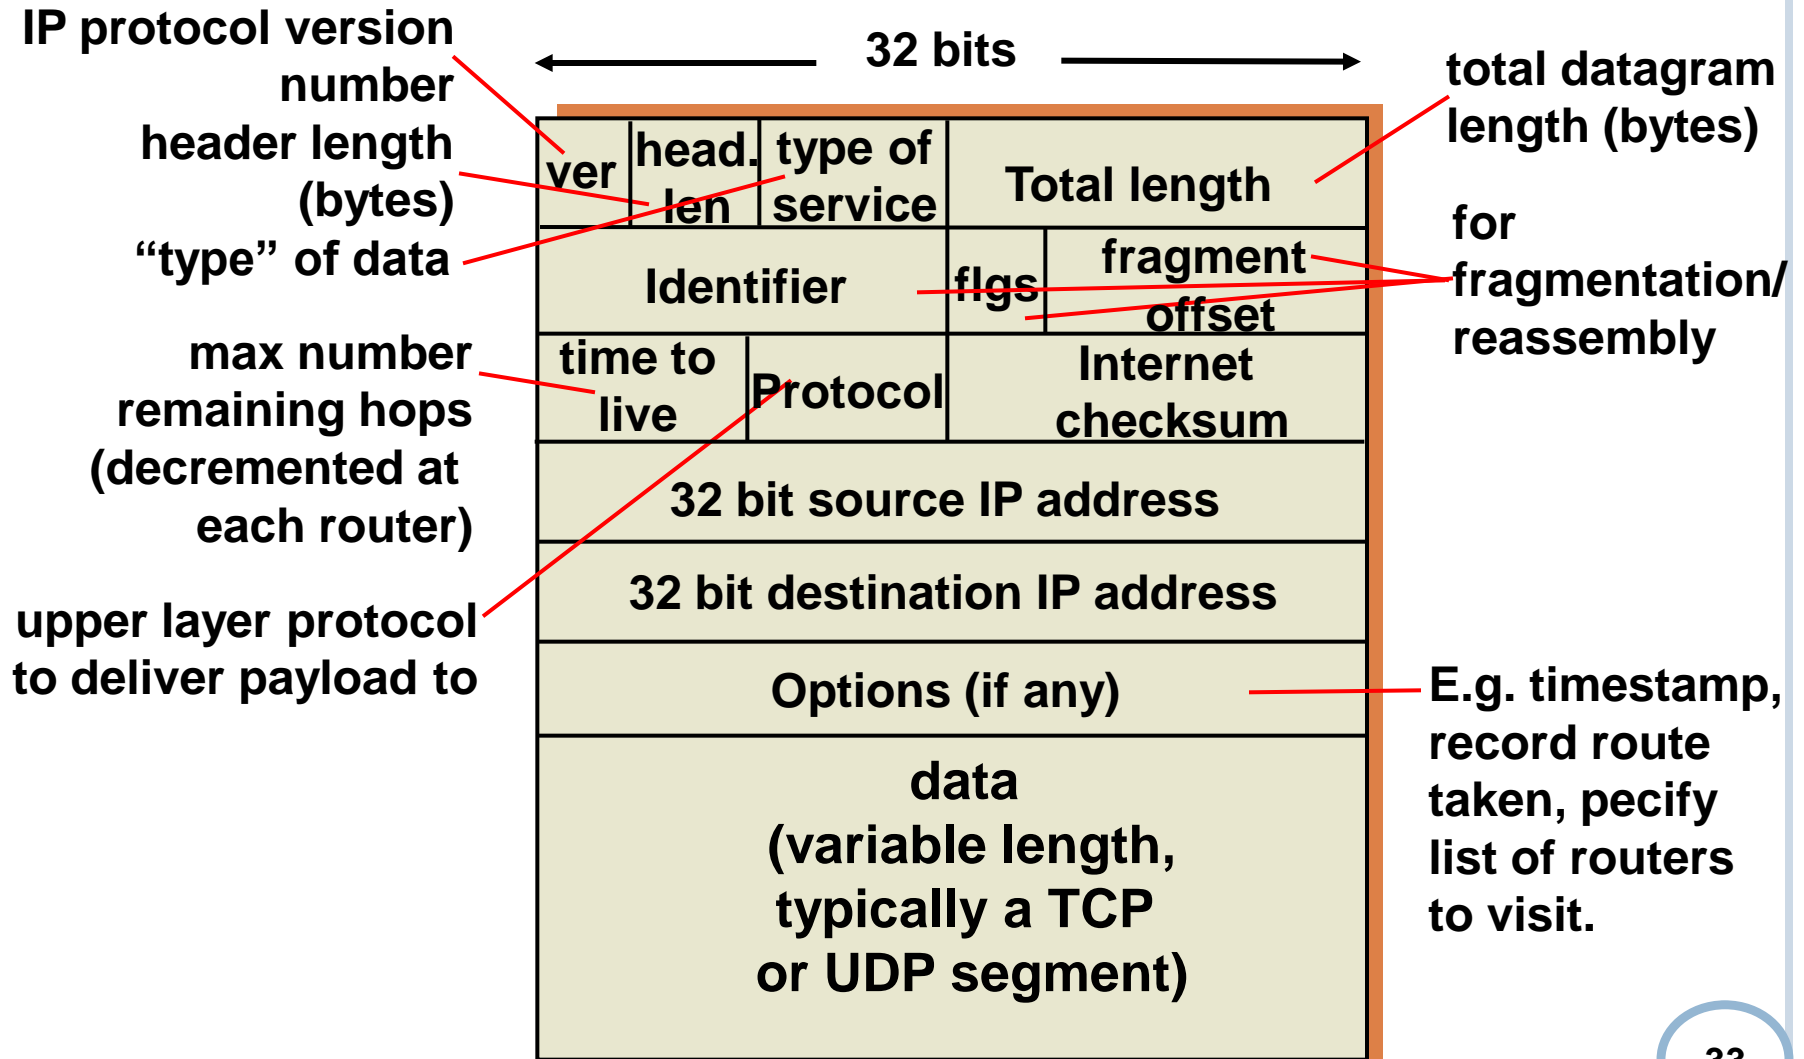 IP protocol version
number
header length
(bytes)
“type” of data
max number
remaining hops
(decremented at
each router)
upper layer protocol
to deliver payload to
32 bits
ver
head.
len
type of
service
Total length
Identifier
flgs
fragment
offset
time to
live
Protocol
Internet
checksum
32 bit source IP address
32 bit destination IP address
Options (if any)
data
(variable length,
typically a TCP
or UDP segment)
total datagram
length (bytes)
for
fragmentation/
reassembly
E.g. timestamp,
record route
taken, pecify
list of routers
to visit.